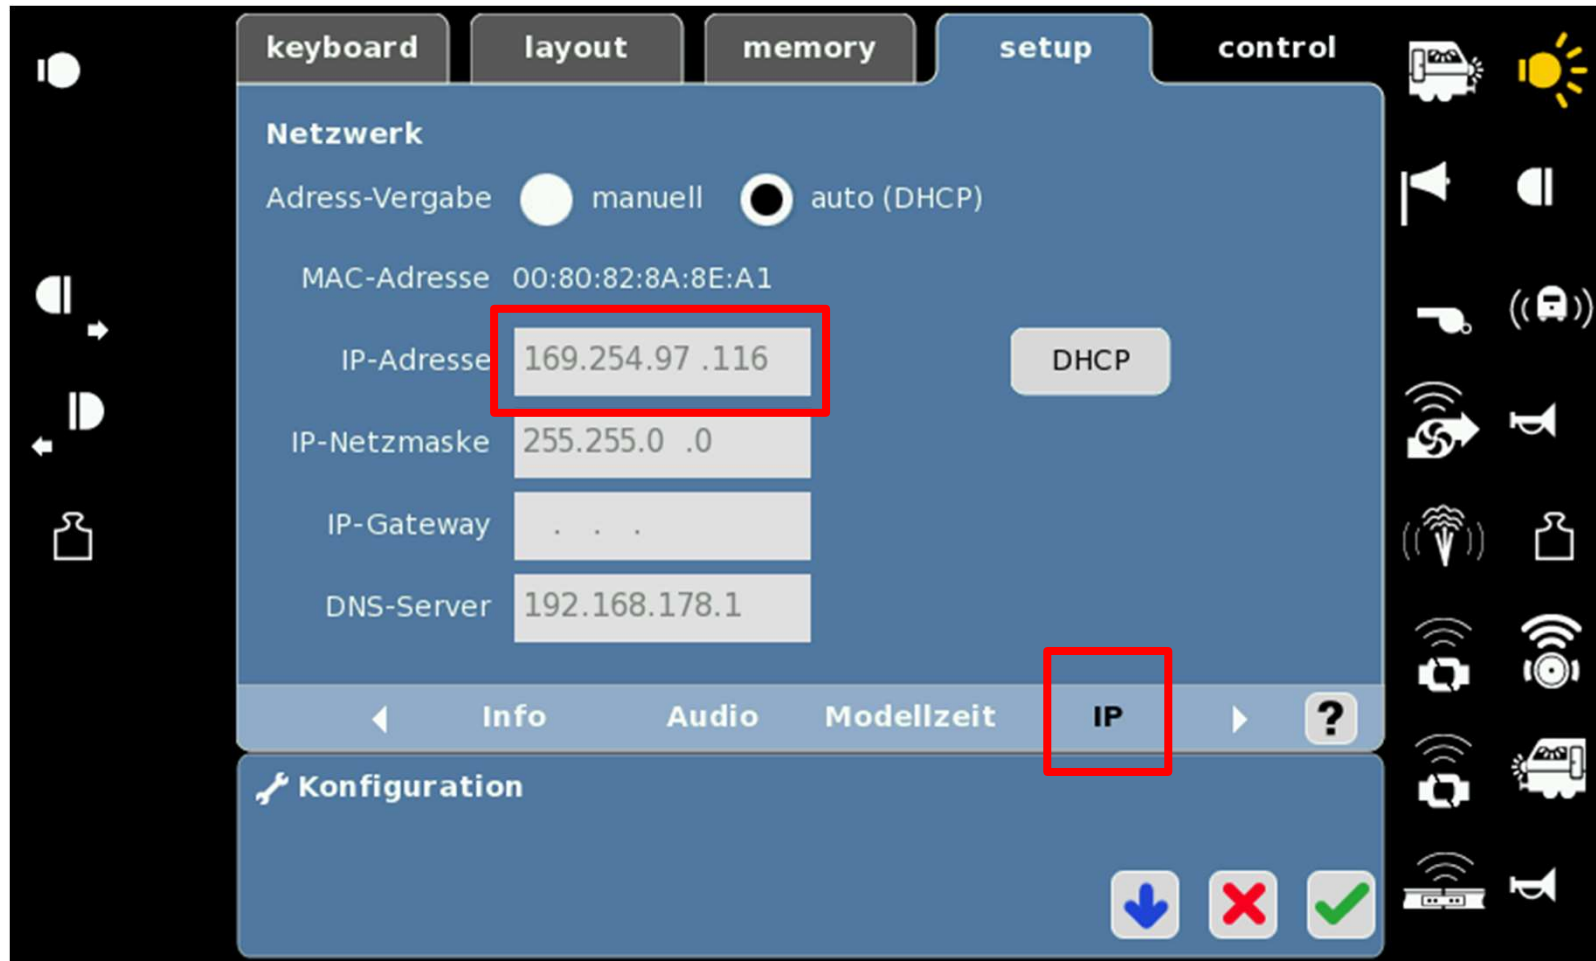 keyboard layout memory setup control
Netzwerk
Adress-Vergabe manuell auto (DHCP)
MAC-Adresse 00:80:82:8A:8E:A1
IP-Adresse 169.254.97 .116 DHCP
IP-Netzmaske 255.255.0 .0
IP-Gateway . . .
DNS-Server 192.168.178.1
Info Audio Modellzeit IP ?
Konfiguration